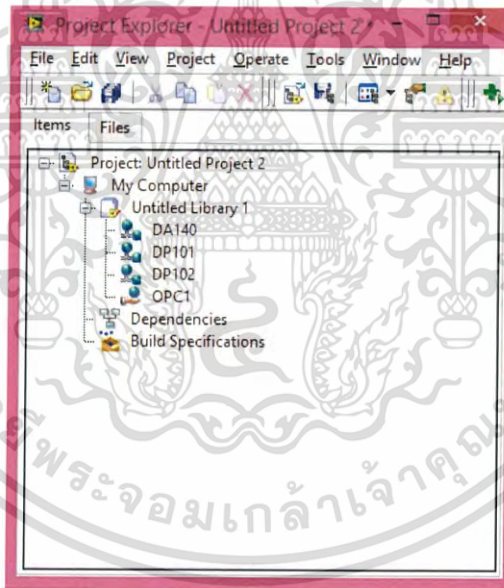 Project Explorer - Untitled Project 2 *
File Edit View Project Operate Tools Window Help
Items Files
Project: Untitled Project 2
My Computer
Untitled Library 1
DA140
DP101
DP102
OPC1
Dependencies
Build Specifications
พระจอมเกล้าเจ้าคุณ